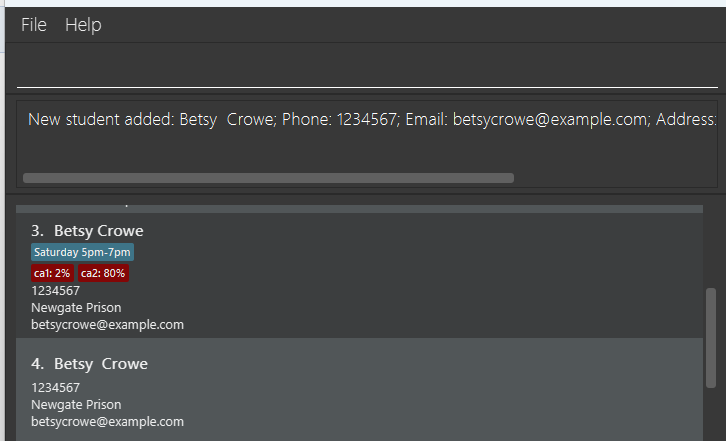 File Help
New student added: Betsy  Crowe; Phone: 1234567; Email: betsycrowe@example.com; Address:
3. Betsy Crowe
Saturday 5pm-7pm
ca1: 2% ca2: 80%
1234567
Newgate Prison
betsycrowe@example.com
4. Betsy  Crowe
1234567
Newgate Prison
betsycrowe@example.com